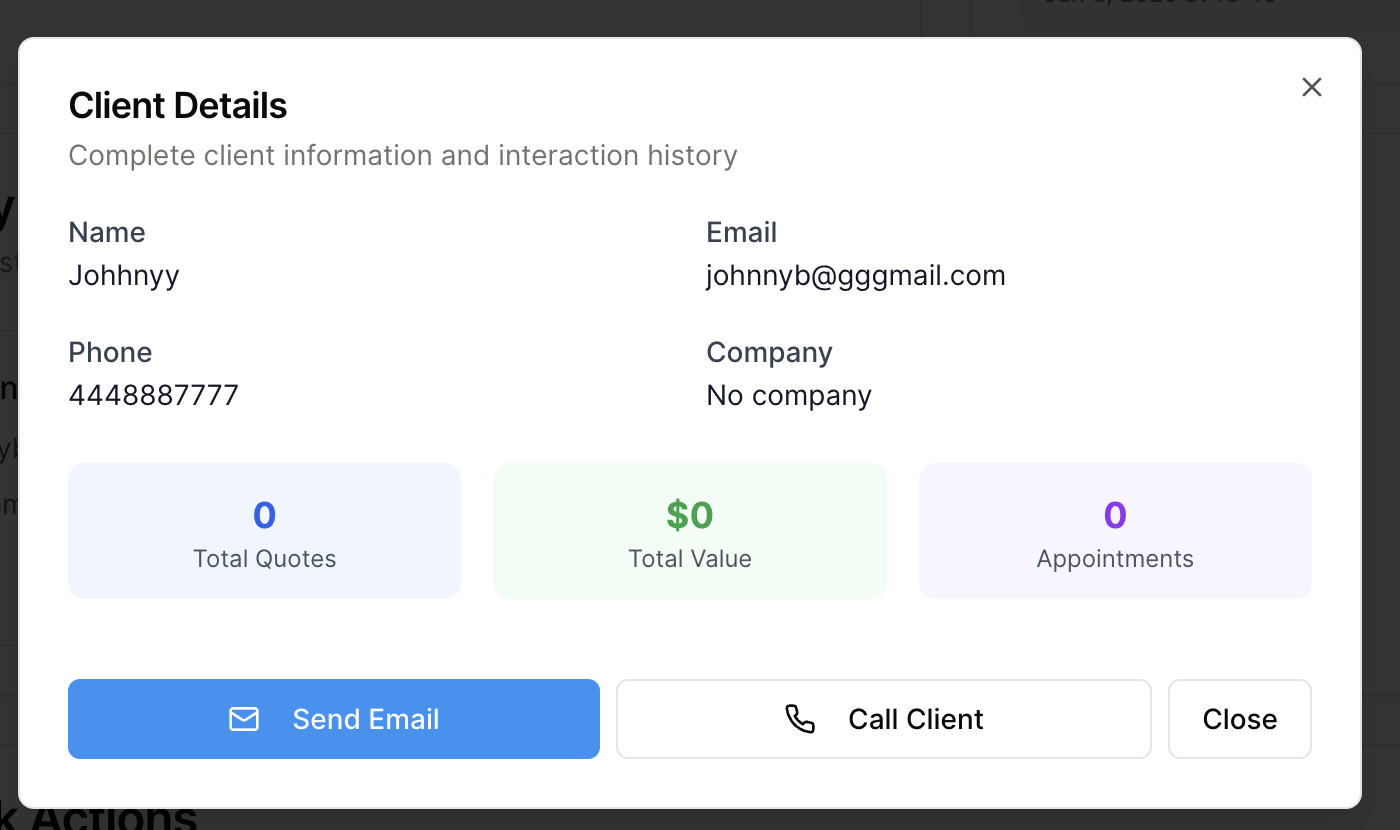 Client Details
Complete client information and interaction history
Name
Johhnyy
Email
johnnyb@gggmail.com
Phone
4448887777
Company
No company
0
Total Quotes
$0
Total Value
0
Appointments
Send Email
Call Client
Close
Actions